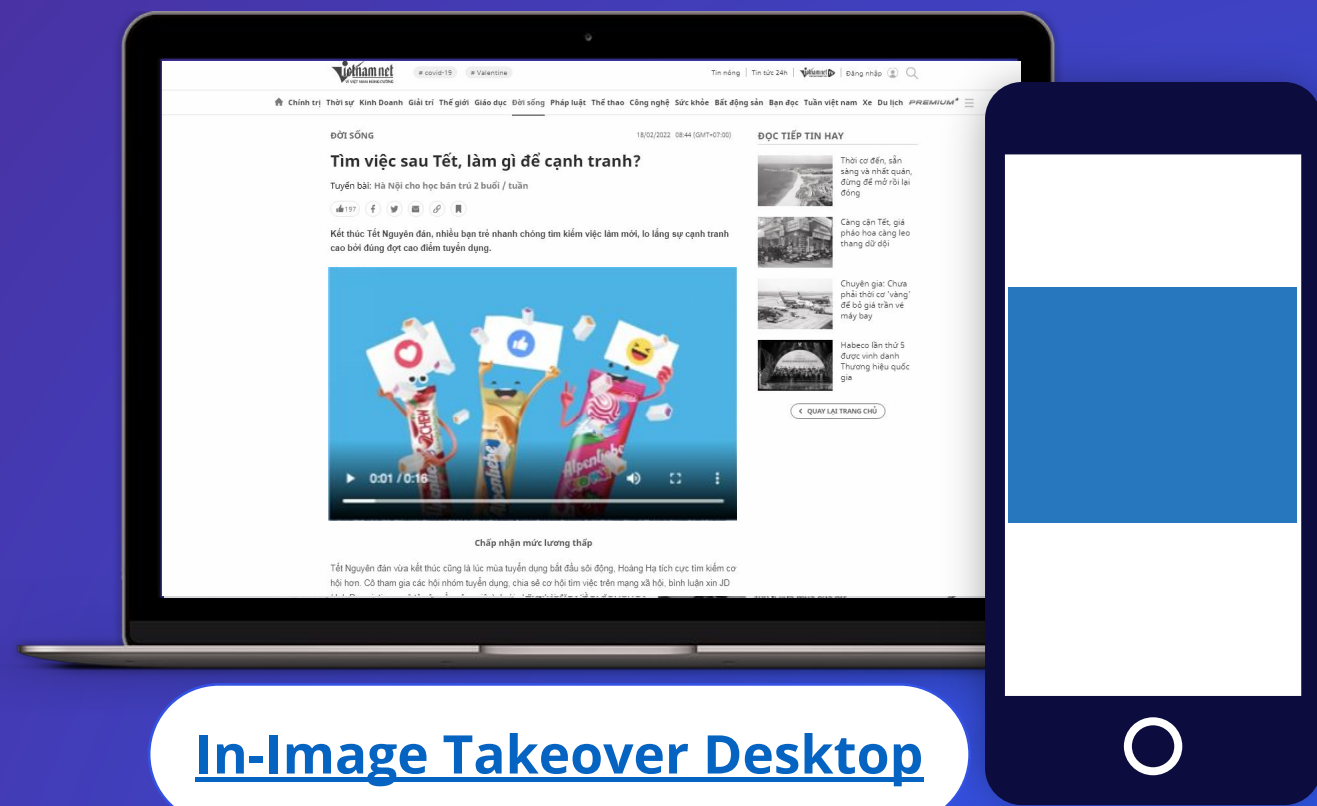 Vietnamnet
VÌ VIỆT NAM HÙNG CƯỜNG
# covid-19 # Valentine
Tin nóng | Tin tức 24h | Vietnamnet | Đăng nhập
Chính trị Thời sự Kinh Doanh Giải trí Thế giới Giáo dục Đời sống Pháp luật Thể thao Công nghệ Sức khỏe Bất động sản Bạn đọc Tuần việt nam Xe Du lịch PREMIUM
ĐỜI SỐNG
18/02/2022 08:44 (GMT+07:00)
Tìm việc sau Tết, làm gì để cạnh tranh?
Tuyến bài: Hà Nội cho học bán trú 2 buổi / tuần
197
Kết thúc Tết Nguyên đán, nhiều bạn trẻ nhanh chóng tìm kiếm việc làm mới, lo lắng sự cạnh tranh
cao bởi đúng đợt cao điểm tuyển dụng.
2CHEW
Alpenliebe
Alpenliebe
0:01 / 0:16
Chấp nhận mức lương thấp
Tết Nguyên đán vừa kết thúc cũng là lúc mùa tuyển dụng bắt đầu sôi động, Hoàng Hạ tích cực tìm kiếm cơ
hội hơn. Cô tham gia các hội nhóm tuyển dụng, chia sẻ cơ hội tìm việc trên mạng xã hội, bình luận xin JD
ĐỌC TIẾP TIN HAY
Thời cơ đến, sẵn
sàng và nhất quán,
đừng để mở rồi lại
đóng
Càng cận Tết, giá
pháo hoa càng leo
thang dữ dội
Chuyên gia: Chưa
phải thời cơ 'vàng'
để bỏ giá trần vé
máy bay
Habeco lần thứ 5
được vinh danh
Thương hiệu quốc
gia
QUAY LẠI TRANG CHỦ
In-Image Takeover Desktop